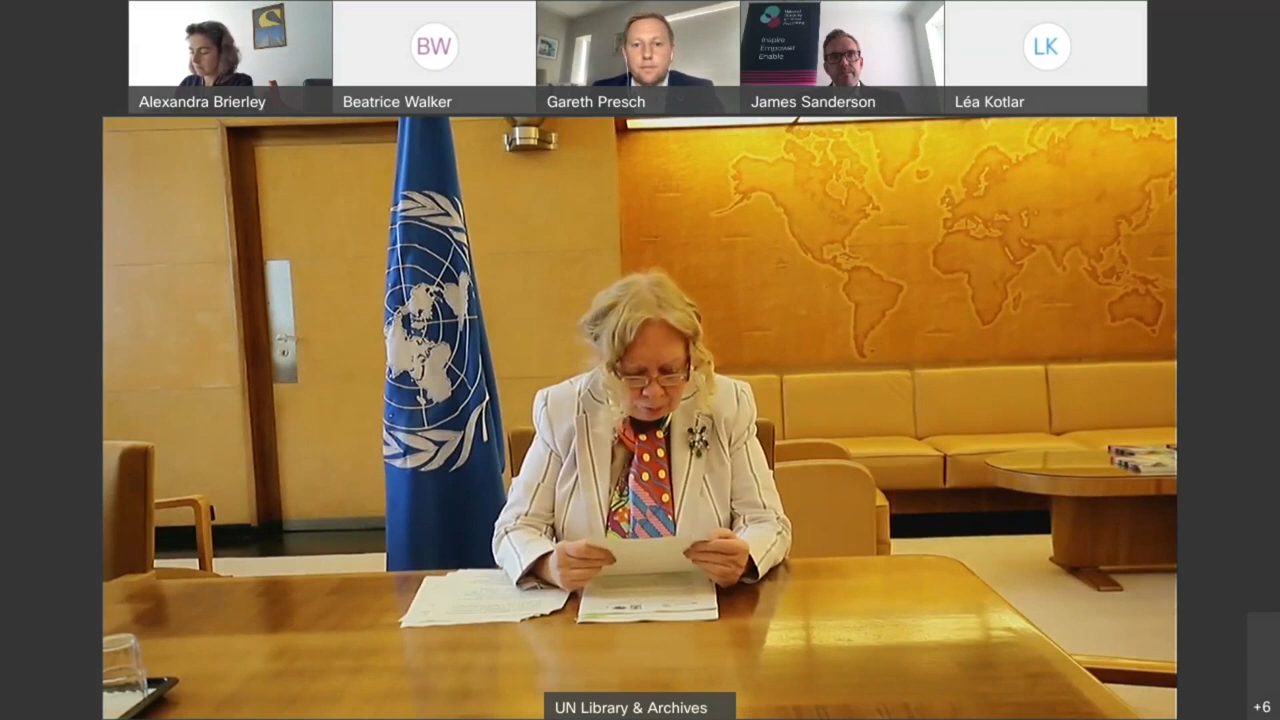 BW
LK
Inspire
Empower
Enable
Alexandra Brierley
Beatrice Walker
Gareth Presch
James Sanderson
Léa Kotlar
UN Library & Archives
+6